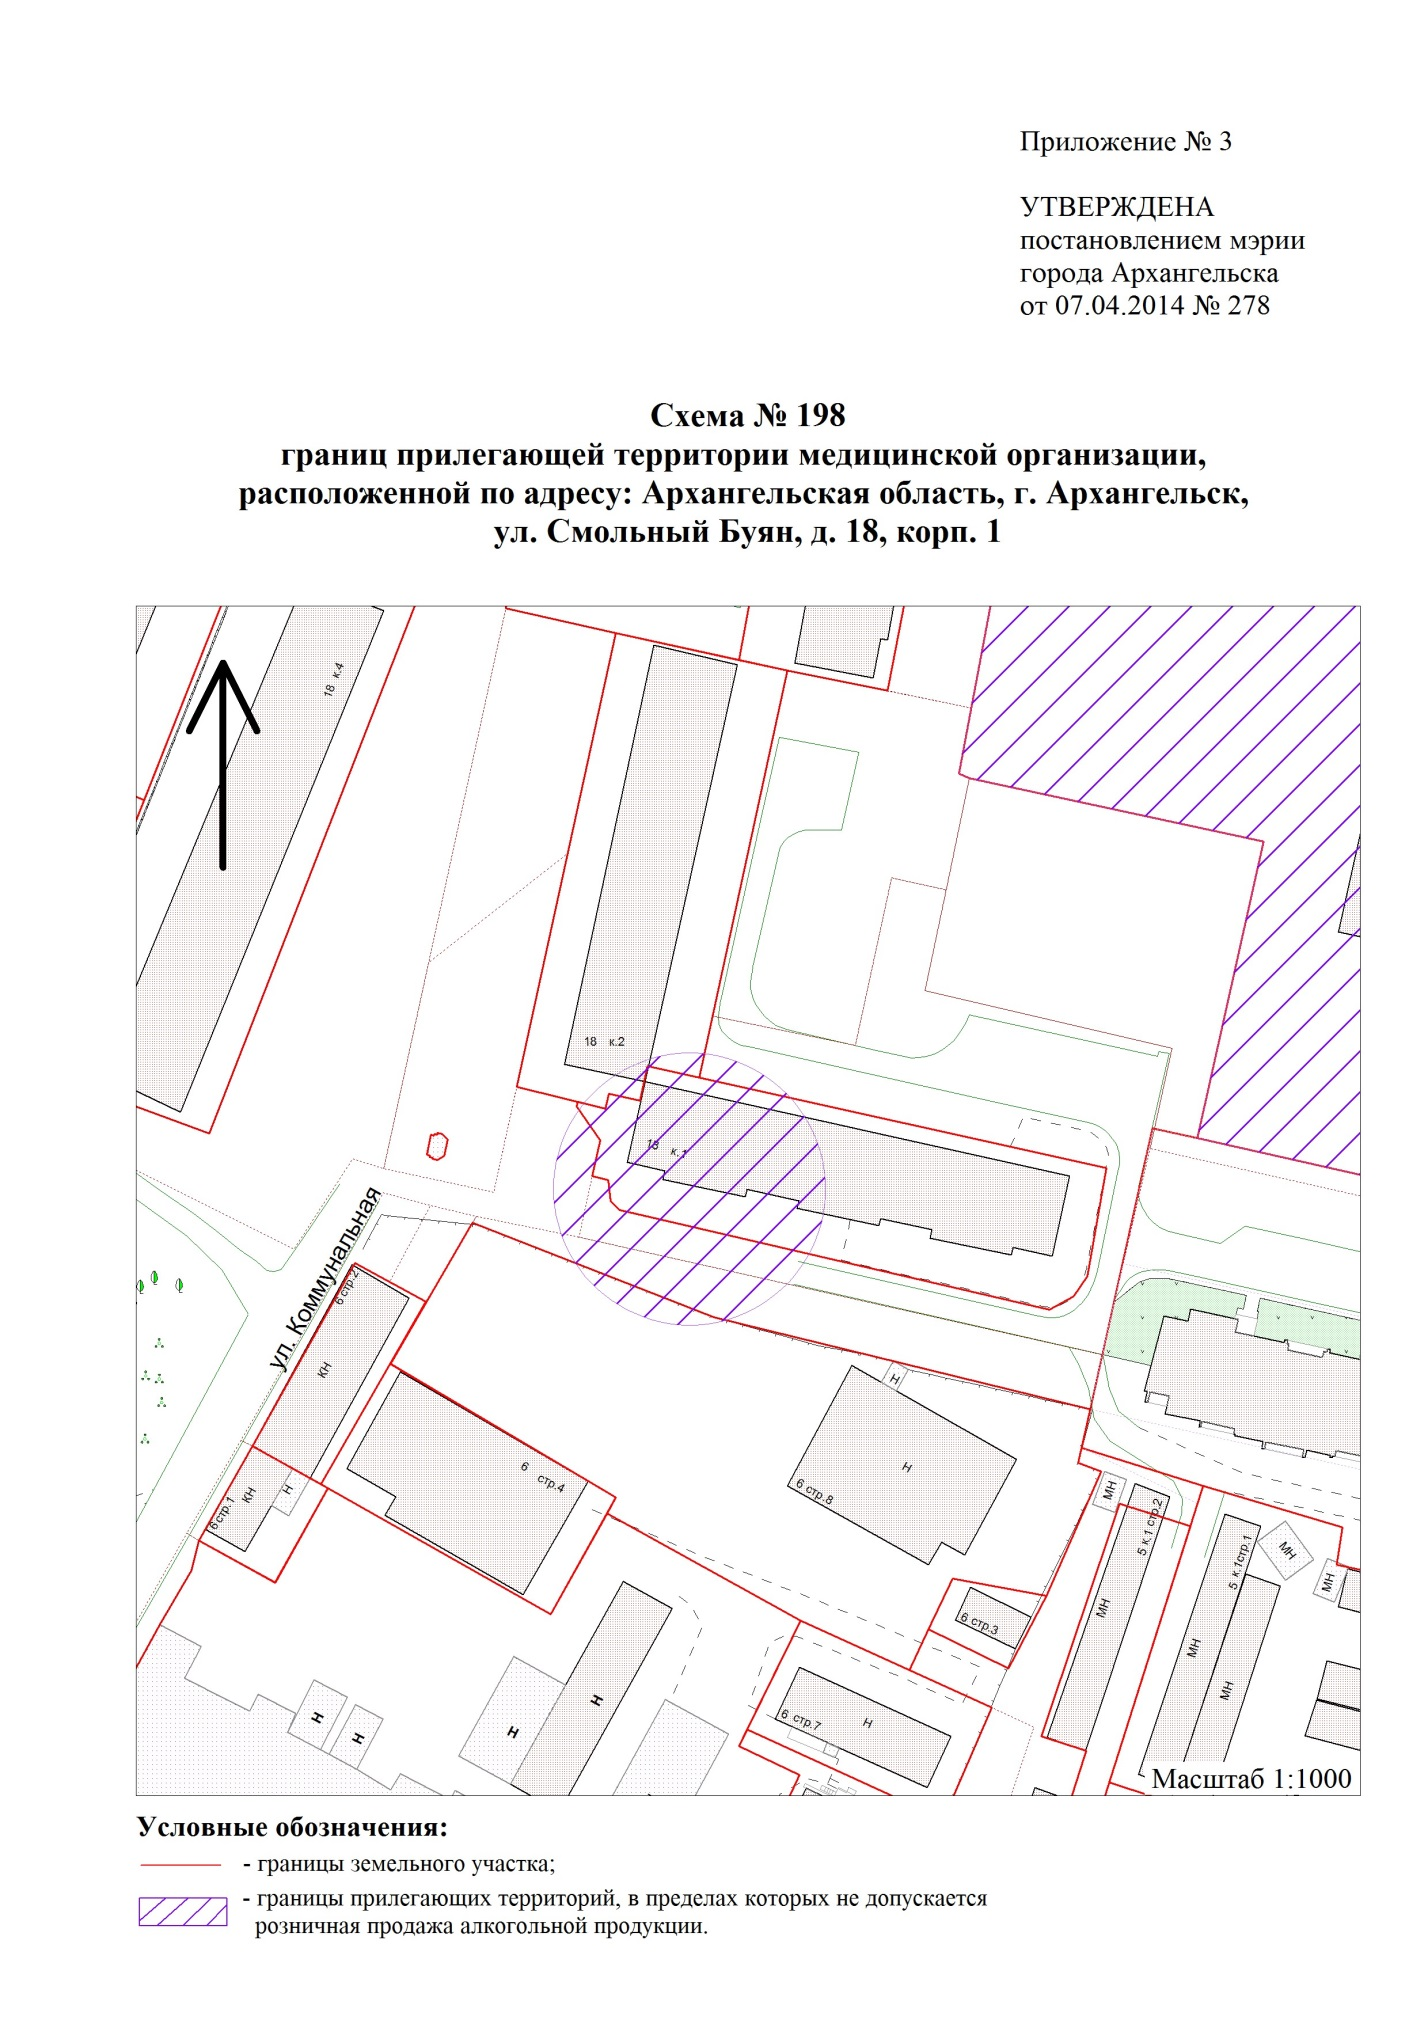 Приложение № 3
УТВЕРЖДЕНА
постановлением мэрии
города Архангельска
от 07.04.2014 № 278
Схема № 198
границ прилегающей территории медицинской организации,
расположенной по адресу: Архангельская область, г. Архангельск,
ул. Смольный Буян, д. 18, корп. 1
18 к.4
18 к.2
18 к.1
ул. Коммунальная
6 стр.2
КН
6 стр.1
КН
Н
6 стр.4
Н
Н
6 стр.8
МН
5 к.1 стр.2
МН
5 к.1стр.1
МН
МН
МН
МН
6 стр.3
Н
Н
Н
Н
6 стр.7
Н
Масштаб 1:1000
Условные обозначения:
- границы земельного участка;
- границы прилегающих территорий, в пределах которых не допускается
розничная продажа алкогольной продукции.